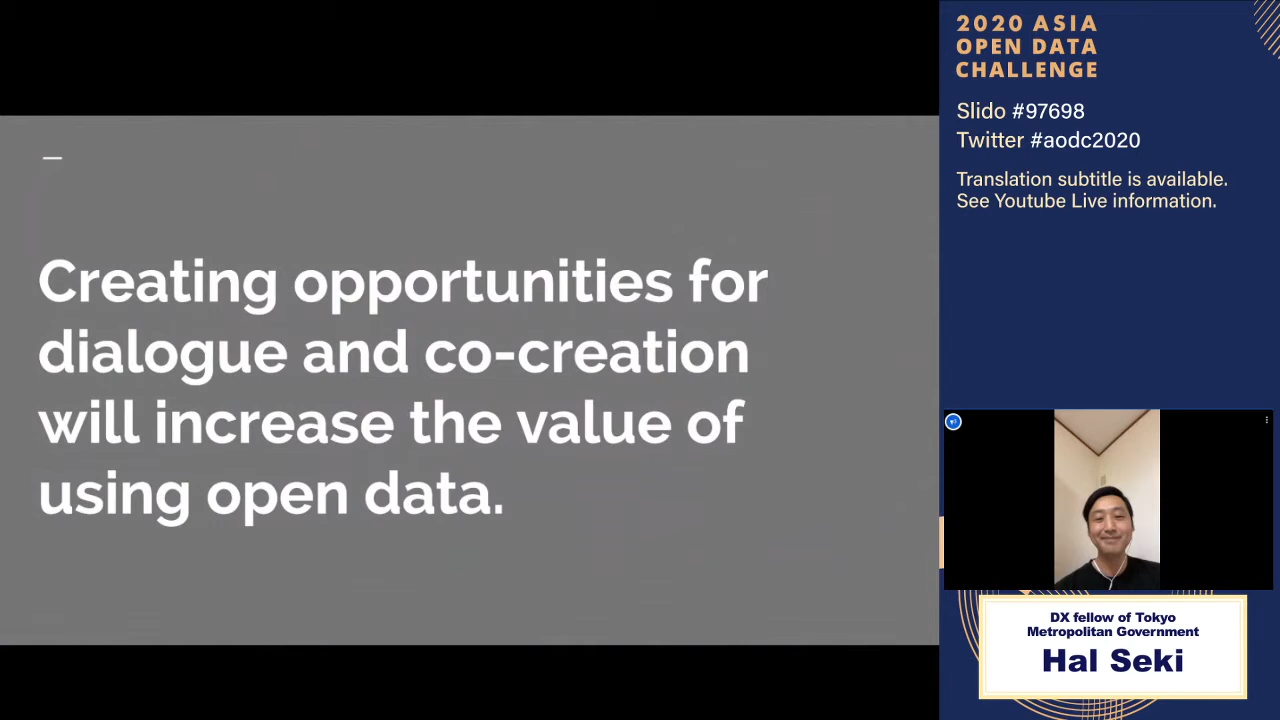 Creating opportunities for
dialogue and co-creation
will increase the value of
using open data.
2020 ASIA
OPEN DATA
CHALLENGE
Slido #97698
Twitter #aodc2020
Translation subtitle is available.
See Youtube Live information.
DX fellow of Tokyo
Metropolitan Government
Hal Seki